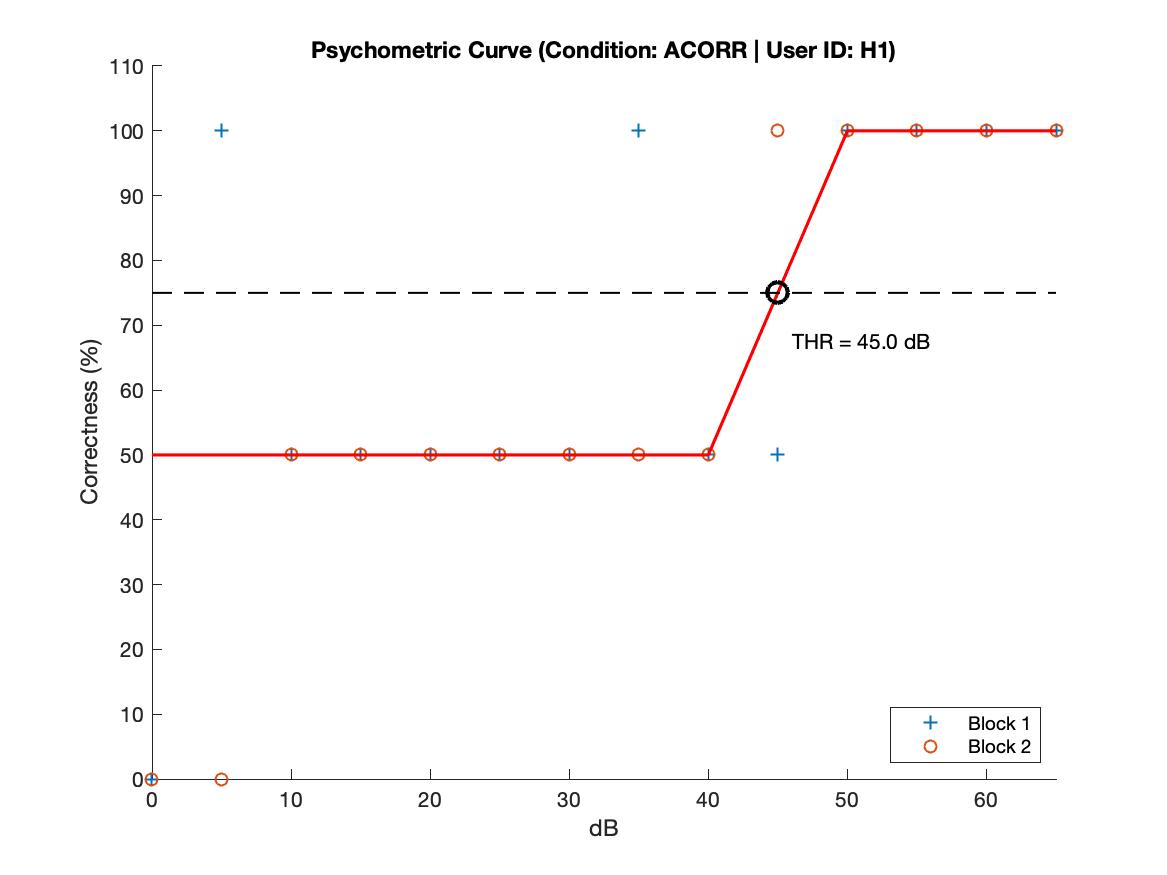 Psychometric Curve (Condition: ACORR | User ID: H1)
110
100
90
80
70
60
50
40
30
20
10
0
Correctness (%)
THR = 45.0 dB
Block 1
Block 2
0 10 20 30 40 50 60
dB